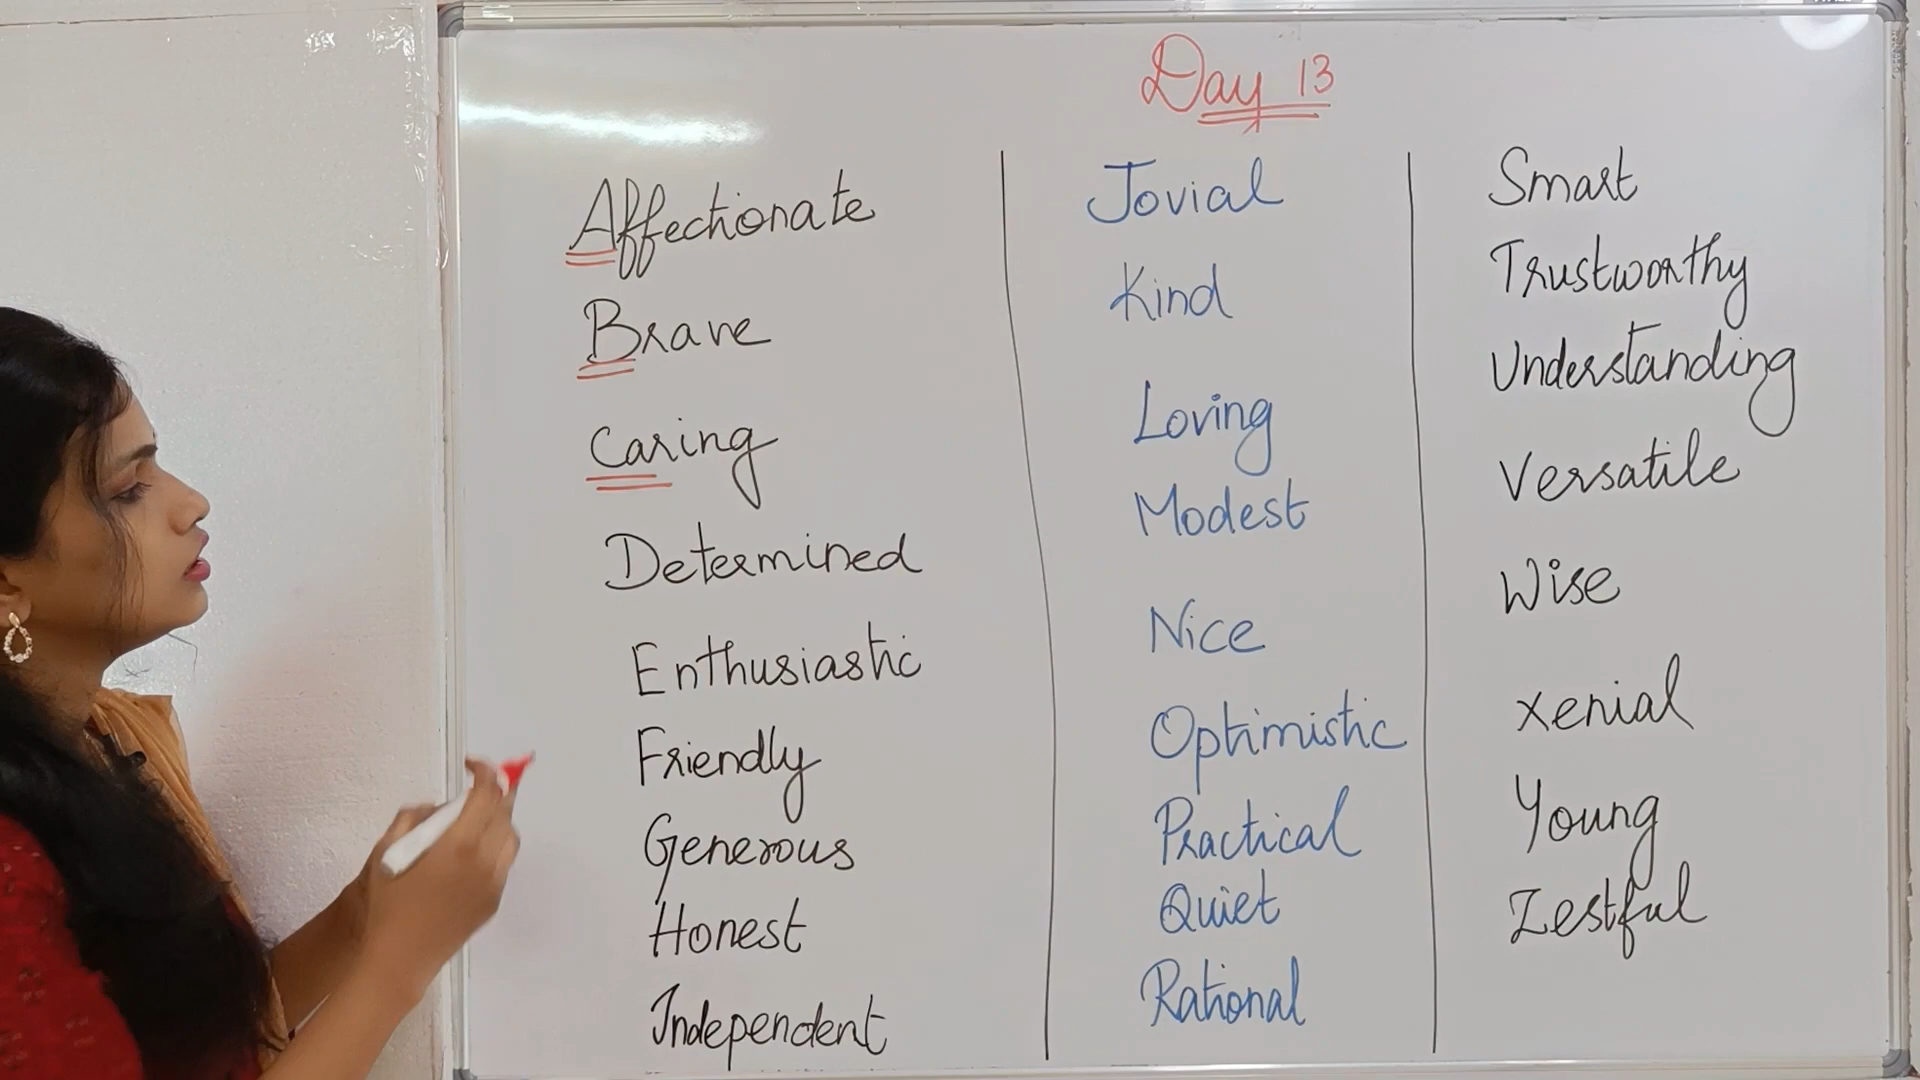 Day 13
Affectionate
Brave
Caring
Determined
Enthusiastic
Friendly
Generous
Honest
Independent
Jovial
Kind
Loving
Modest
Nice
Optimistic
Practical
Quiet
Rational
Smart
Trustworthy
Understanding
Versatile
Wise
Xenial
Young
Zestful